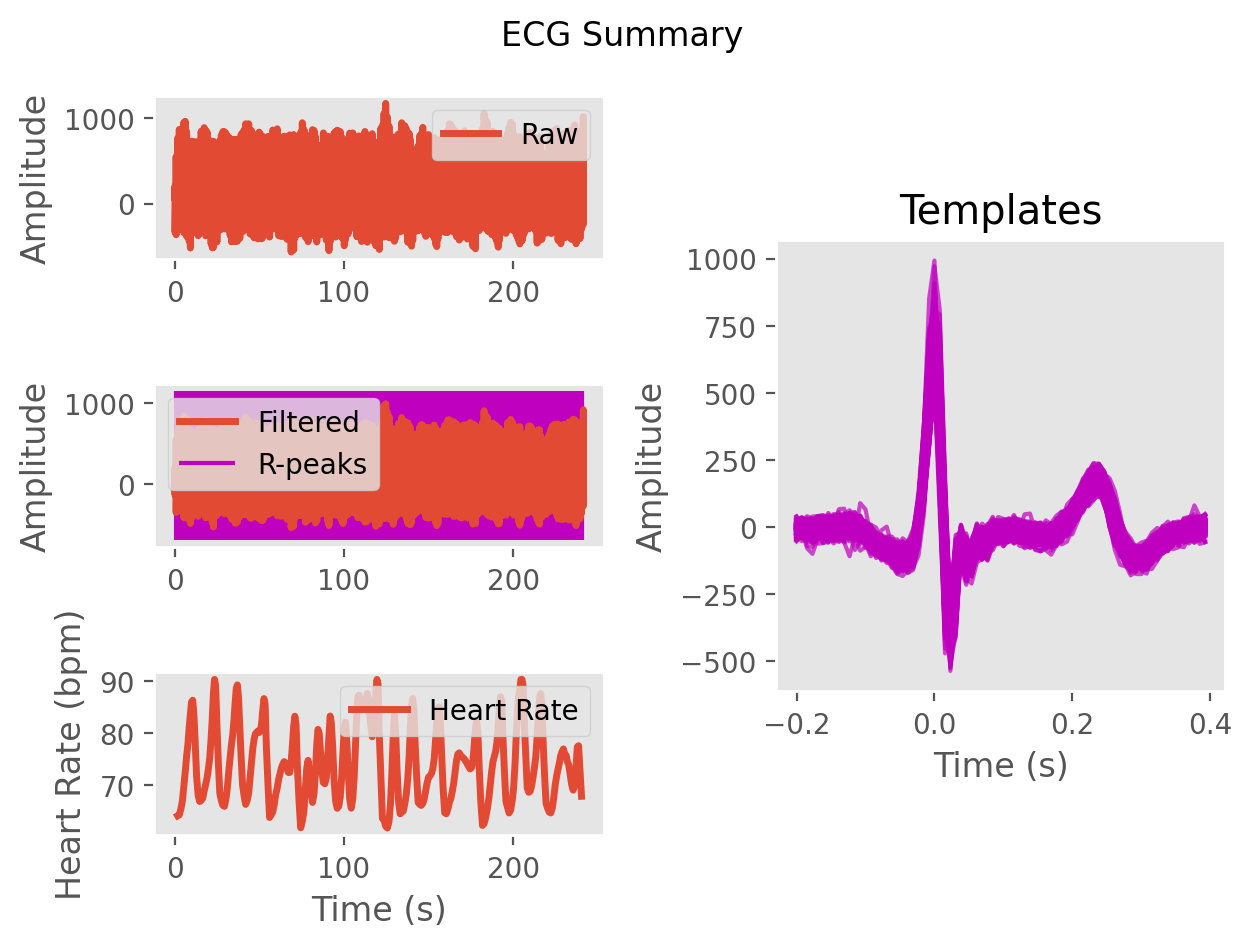 ECG Summary
Amplitude
1000
0
Raw
0 100 200
Amplitude
1000
0
Filtered
R-peaks
0 200
Heart Rate (bpm)
90
80
70
Heart Rate
0 100 200
Time (s)
Templates
Amplitude
1000
750
500
250
0
−250
−500
−0.2 0.0 0.2 0.4
Time (s)